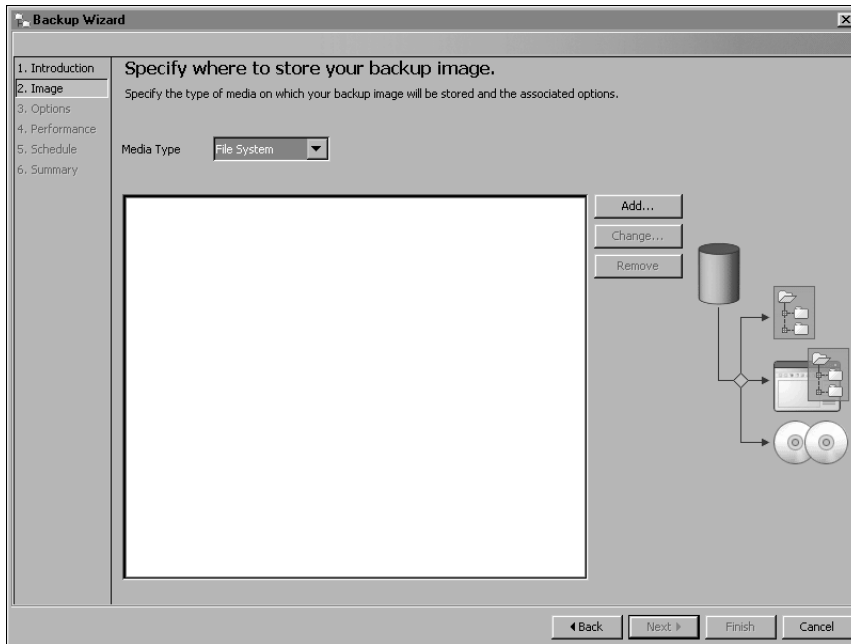 Backup Wizard
1. Introduction
2. Image
3. Options
4. Performance
5. Schedule
6. Summary
Specify where to store your backup image.
Specify the type of media on which your backup image will be stored and the associated options.
Media Type
File System
Add...
Change...
Remove
Back
Next
Finish
Cancel